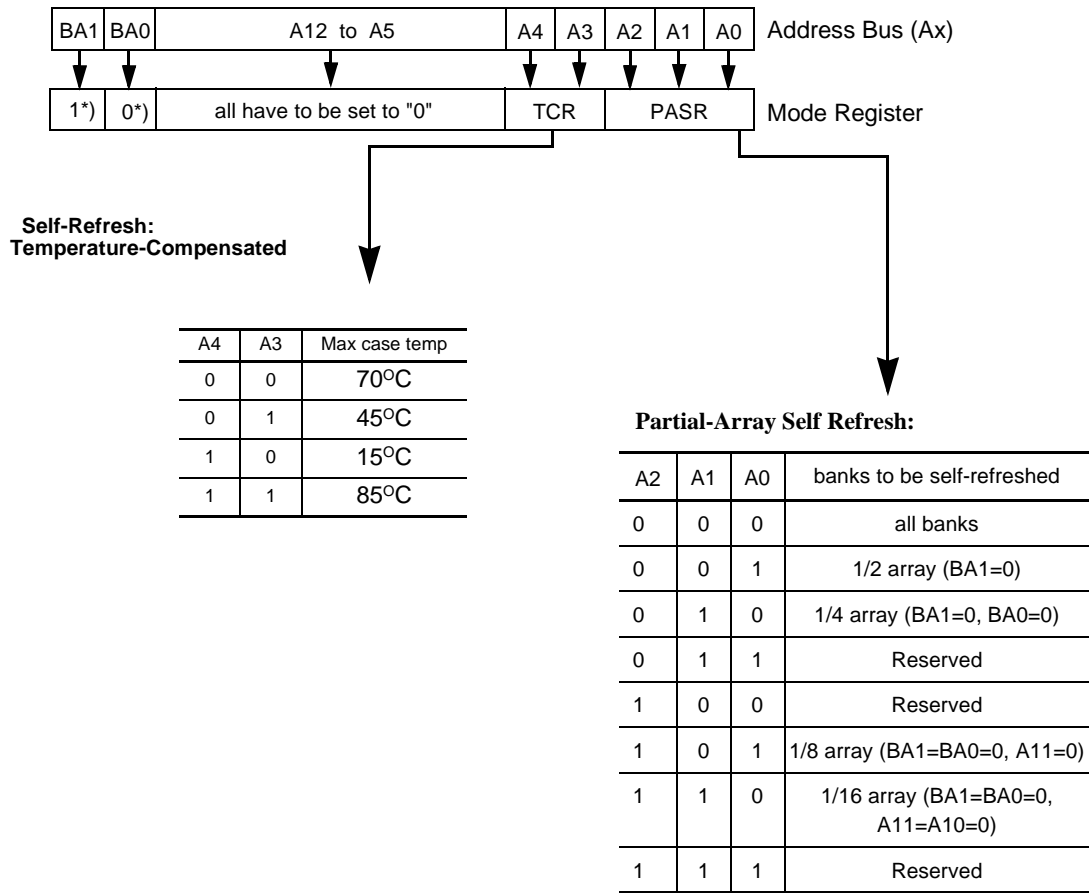 BA1 BA0 A12 to A5 A4 A3 A2 A1 A0 Address Bus (Ax)
1*) 0*) all have to be set to "0" TCR PASR Mode Register
Self-Refresh:
Temperature-Compensated
A4 A3 Max case temp
0 0 70°C
0 1 45°C
1 0 15°C
1 1 85°C
Partial-Array Self Refresh:
A2 A1 A0 banks to be self-refreshed
0 0 0 all banks
0 0 1 1/2 array (BA1=0)
0 1 0 1/4 array (BA1=0, BA0=0)
0 1 1 Reserved
1 0 0 Reserved
1 0 1 1/8 array (BA1=BA0=0, A11=0)
1 1 0 1/16 array (BA1=BA0=0,
A11=A10=0)
1 1 1 Reserved